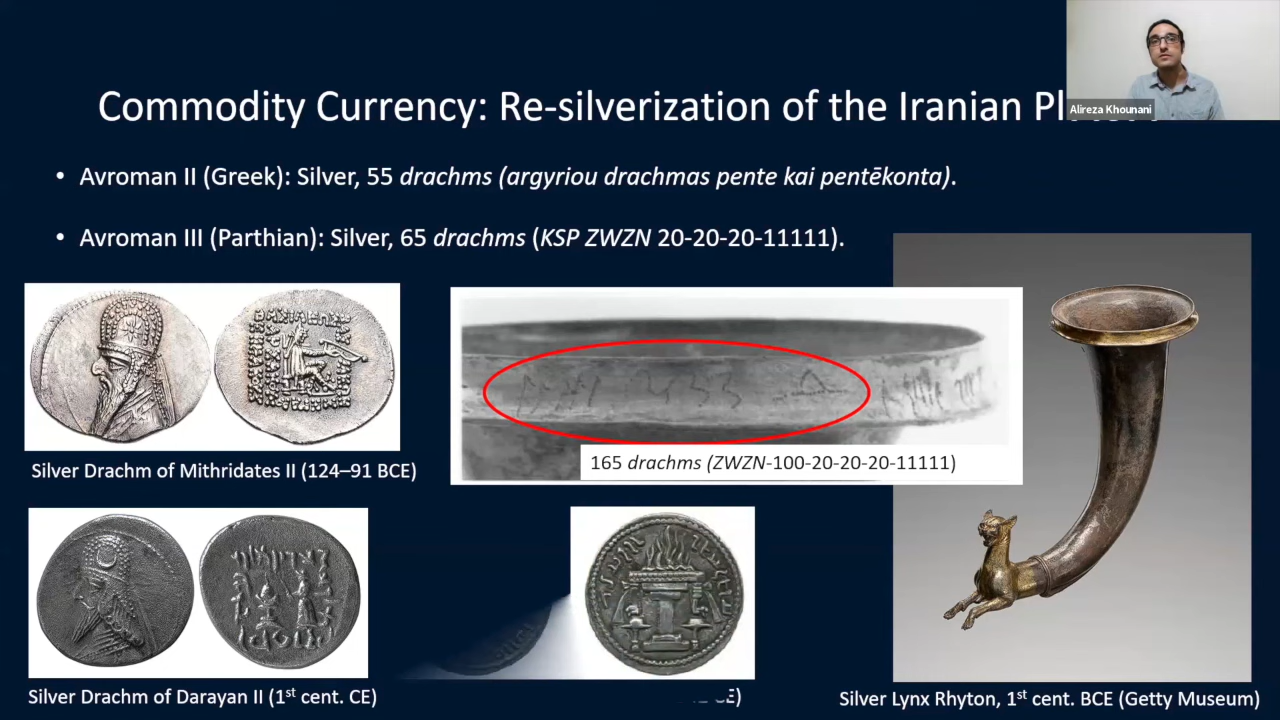 Alireza Khounani
Commodity Currency: Re-silverization of the Iranian
• Avroman II (Greek): Silver, 55 drachms (argyriou drachmas pente kai pentēkonta).
• Avroman III (Parthian): Silver, 65 drachms (KSP ZWZN 20-20-20-11111).
165 drachms (ZWZN-100-20-20-20-11111)
Silver Drachm of Mithridates II (124–91 BCE)
Silver Drachm of Darayan II (1st cent. CE)
Silver Lynx Rhyton, 1st cent. BCE (Getty Museum)